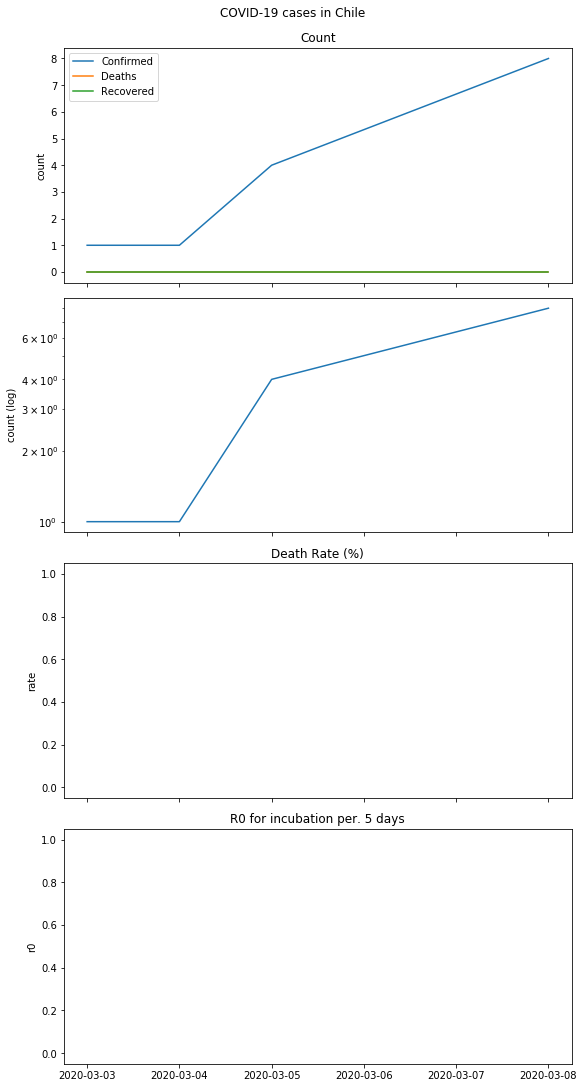 COVID-19 cases in Chile
Count
Confirmed
Deaths
Recovered
8
7
6
5
4
3
2
1
0
count
6 × 10⁰
4 × 10⁰
3 × 10⁰
2 × 10⁰
10⁰
count (log)
Death Rate (%)
1.0
0.8
0.6
0.4
0.2
0.0
rate
R0 for incubation per. 5 days
1.0
0.8
0.6
0.4
0.2
0.0
r0
2020-03-03 2020-03-04 2020-03-05 2020-03-06 2020-03-07 2020-03-08